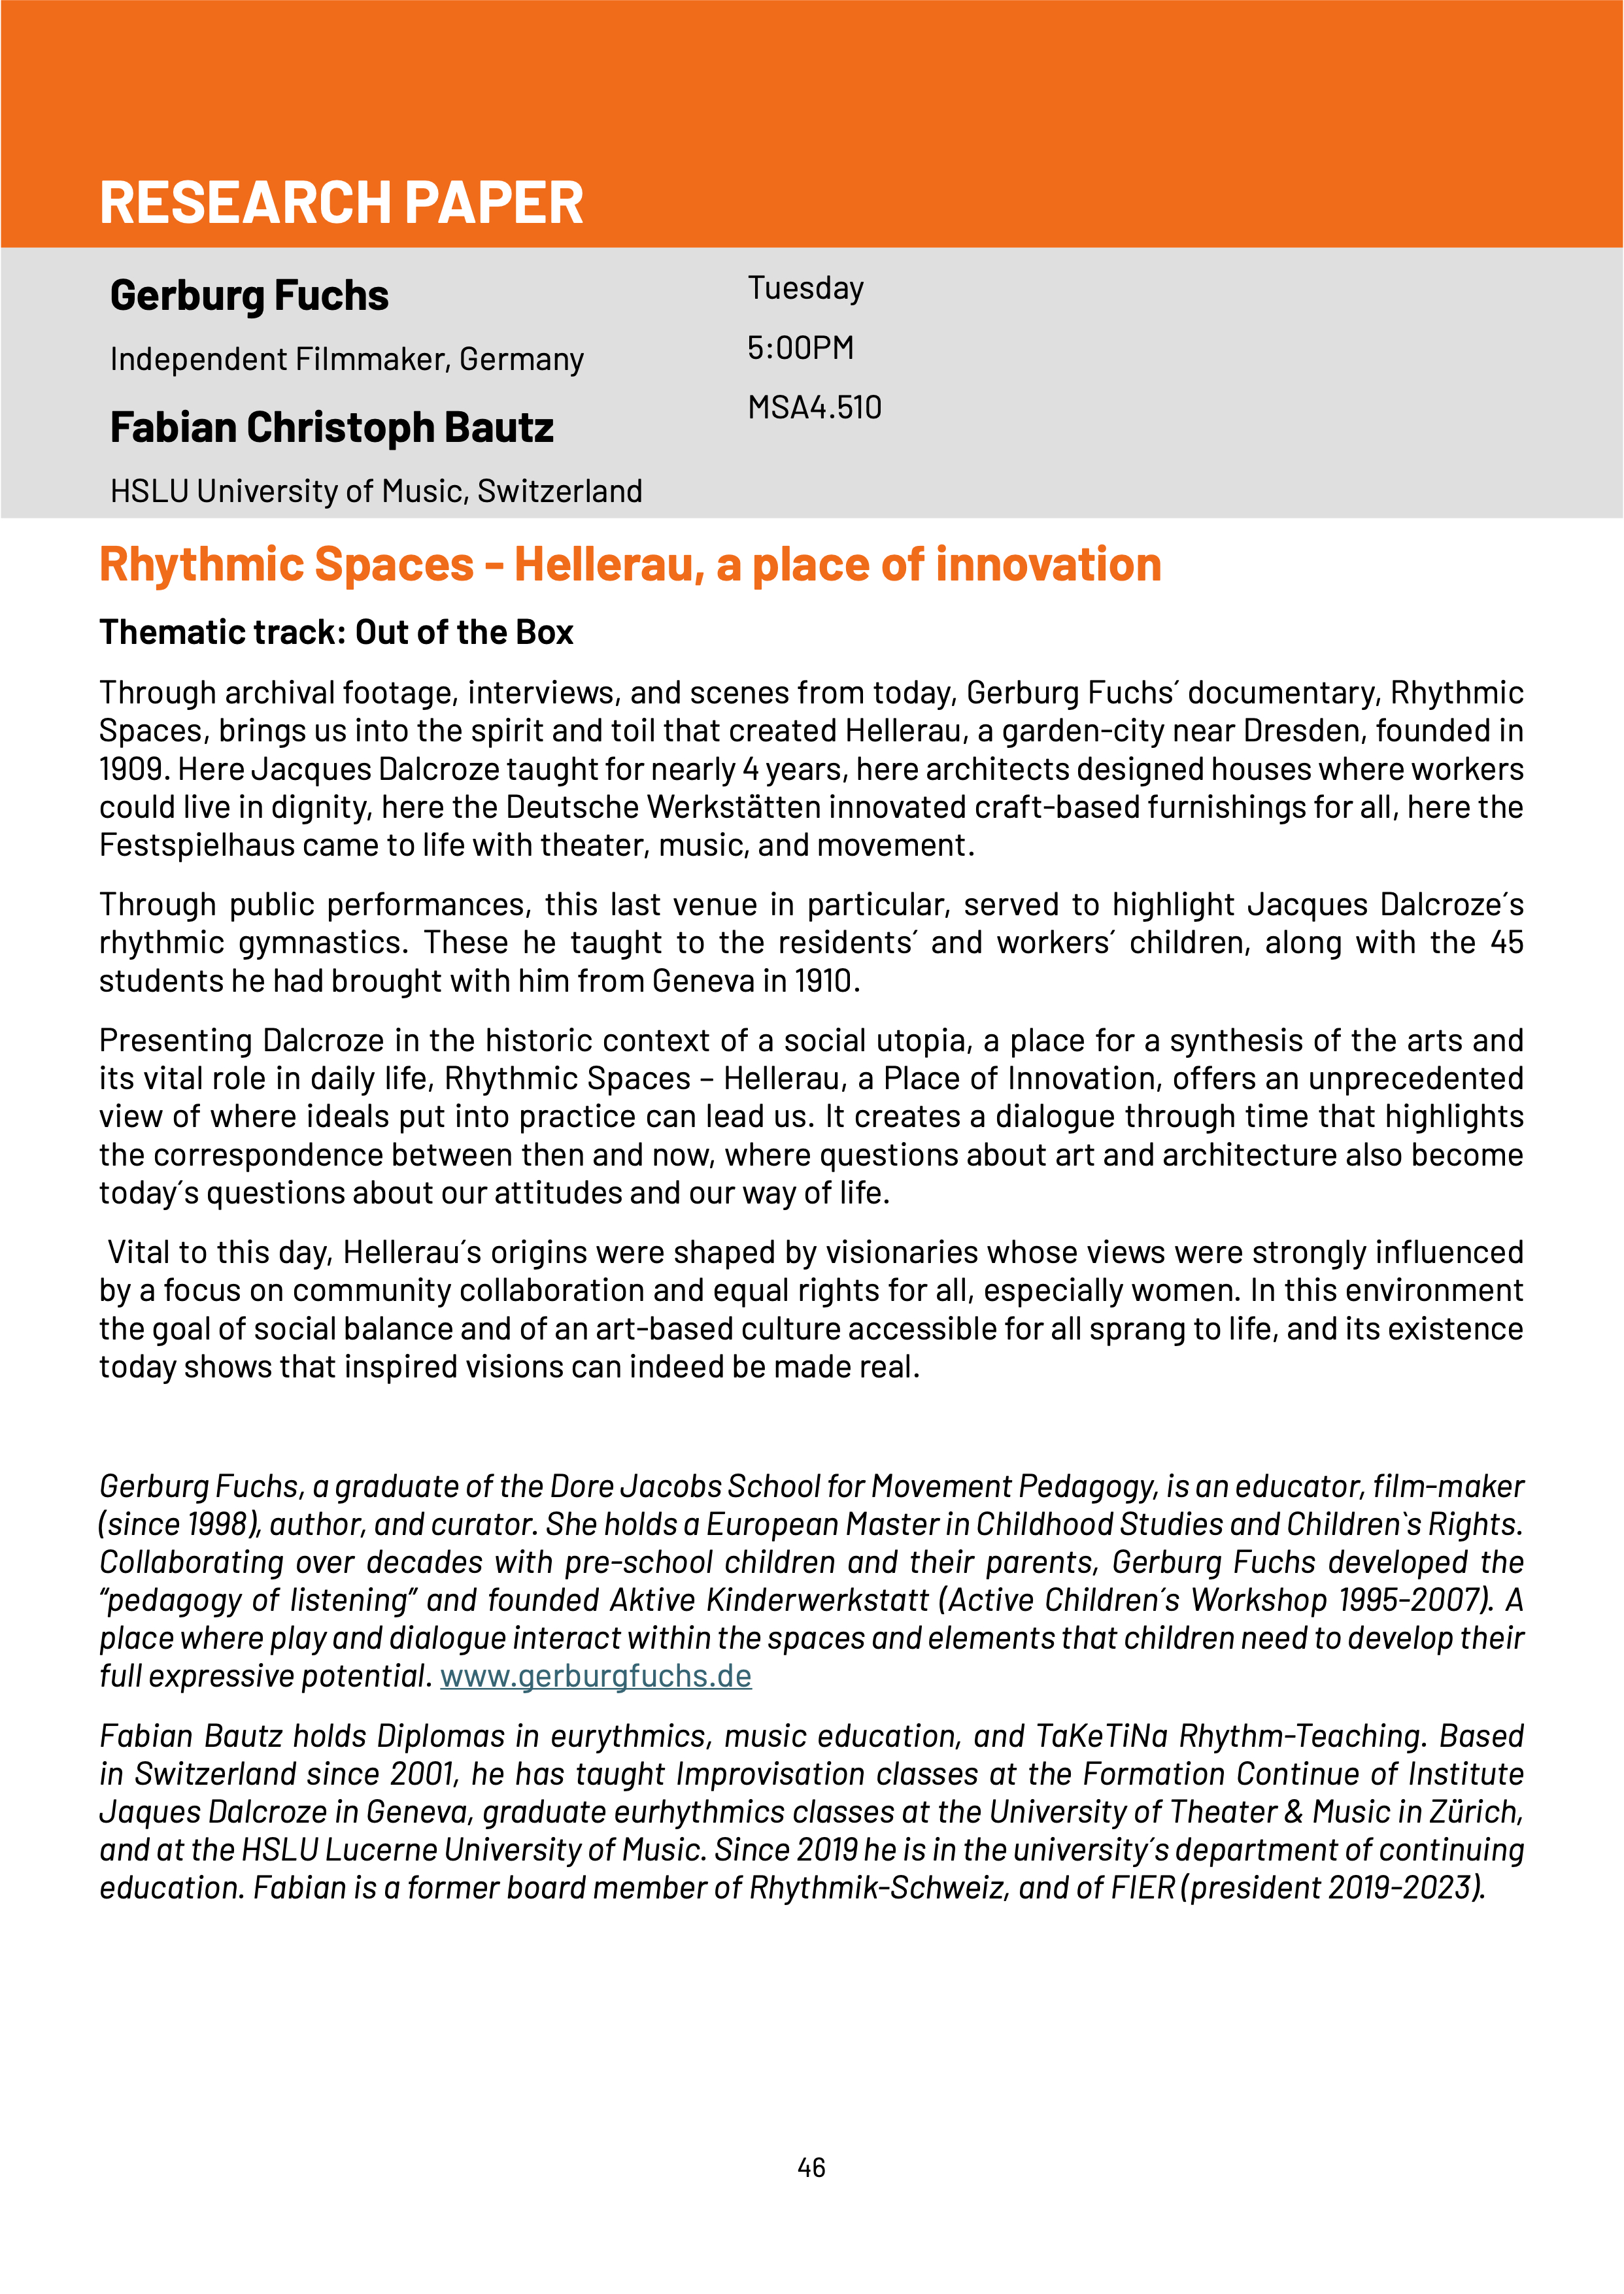 RESEARCH PAPER
Gerburg Fuchs
Independent Filmmaker, Germany
Fabian Christoph Bautz
HSLU University of Music, Switzerland
Tuesday
5:00PM
MSA4.510
Rhythmic Spaces - Hellerau, a place of innovation
Thematic track: Out of the Box
Through archival footage, interviews, and scenes from today, Gerburg Fuchs´ documentary, Rhythmic
Spaces, brings us into the spirit and toil that created Hellerau, a garden-city near Dresden, founded in
1909. Here Jacques Dalcroze taught for nearly 4 years, here architects designed houses where workers
could live in dignity, here the Deutsche Werkstätten innovated craft-based furnishings for all, here the
Festspielhaus came to life with theater, music, and movement.
Through public performances, this last venue in particular, served to highlight Jacques Dalcroze´s
rhythmic gymnastics. These he taught to the residents´ and workers´ children, along with the 45
students he had brought with him from Geneva in 1910.
Presenting Dalcroze in the historic context of a social utopia, a place for a synthesis of the arts and
its vital role in daily life, Rhythmic Spaces – Hellerau, a Place of Innovation, offers an unprecedented
view of where ideals put into practice can lead us. It creates a dialogue through time that highlights
the correspondence between then and now, where questions about art and architecture also become
today´s questions about our attitudes and our way of life.
Vital to this day, Hellerau´s origins were shaped by visionaries whose views were strongly influenced
by a focus on community collaboration and equal rights for all, especially women. In this environment
the goal of social balance and of an art-based culture accessible for all sprang to life, and its existence
today shows that inspired visions can indeed be made real.
Gerburg Fuchs, a graduate of the Dore Jacobs School for Movement Pedagogy, is an educator, film-maker
(since 1998), author, and curator. She holds a European Master in Childhood Studies and Children`s Rights.
Collaborating over decades with pre-school children and their parents, Gerburg Fuchs developed the
“pedagogy of listening” and founded Aktive Kinderwerkstatt (Active Children´s Workshop 1995-2007). A
place where play and dialogue interact within the spaces and elements that children need to develop their
full expressive potential. www.gerburgfuchs.de
Fabian Bautz holds Diplomas in eurythmics, music education, and TaKeTiNa Rhythm-Teaching. Based
in Switzerland since 2001, he has taught Improvisation classes at the Formation Continue of Institute
Jaques Dalcroze in Geneva, graduate eurhythmics classes at the University of Theater & Music in Zürich,
and at the HSLU Lucerne University of Music. Since 2019 he is in the university´s department of continuing
education. Fabian is a former board member of Rhythmik-Schweiz, and of FIER (president 2019-2023).
46